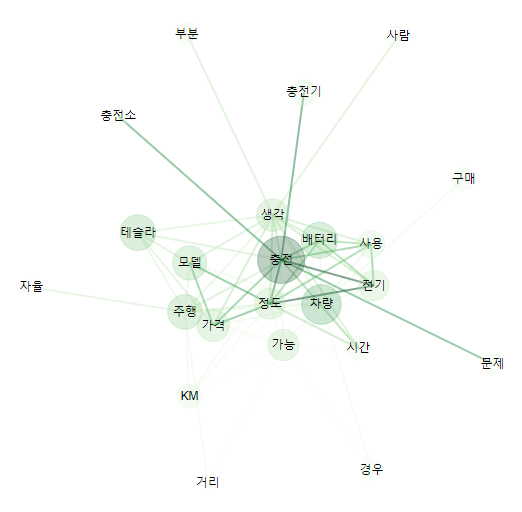 부분
사람
충전기
충전소
구매
생각
테슬라
배터리
사용
모델
충전
자율
전기
정도
차량
주행
가격
가능
시간
문제
KM
경우
거리